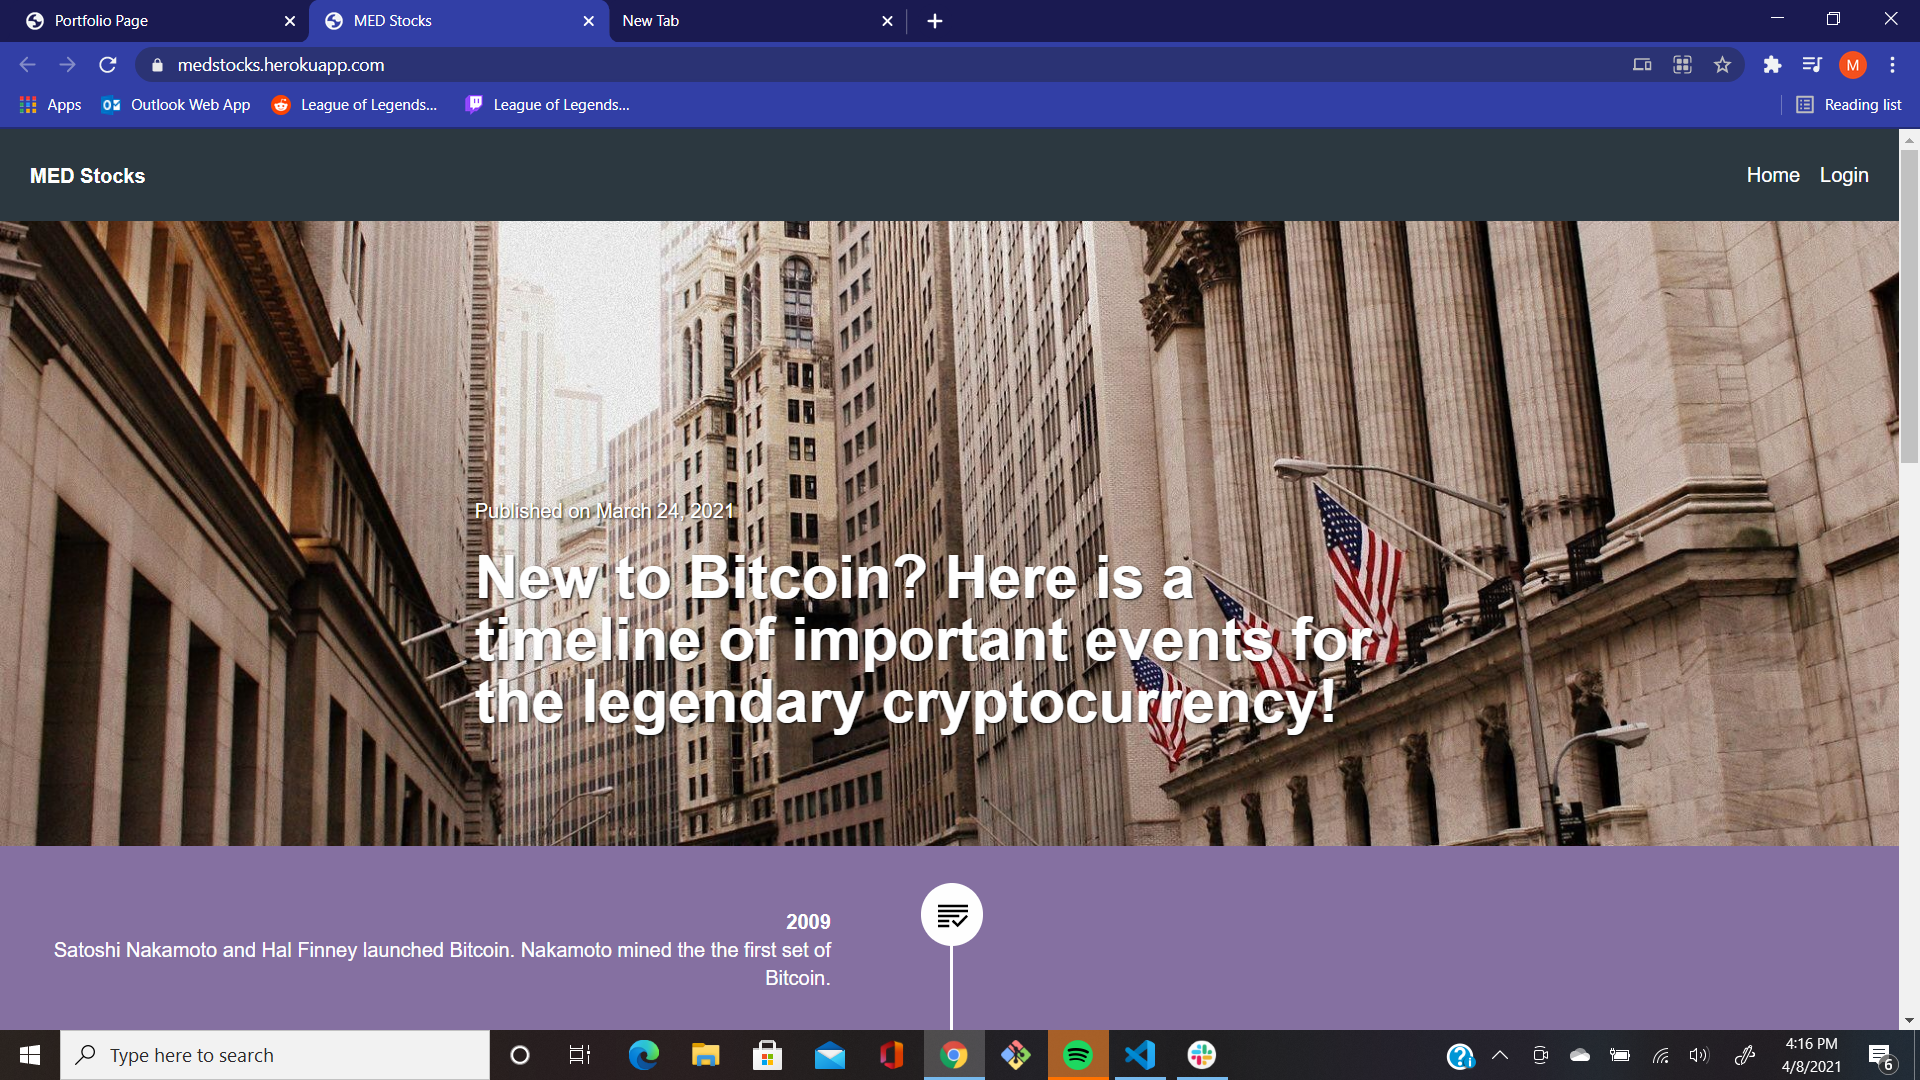 Portfolio Page
MED Stocks
New Tab
medstocks.herokuapp.com
M
Apps
Outlook Web App
League of Legends...
League of Legends...
Reading list
MED Stocks
Home
Login
Published on March 24, 2021
New to Bitcoin? Here is a
timeline of important events for
the legendary cryptocurrency!
2009
Satoshi Nakamoto and Hal Finney launched Bitcoin. Nakamoto mined the the first set of
Bitcoin.
Type here to search
4:16 PM
4/8/2021
6